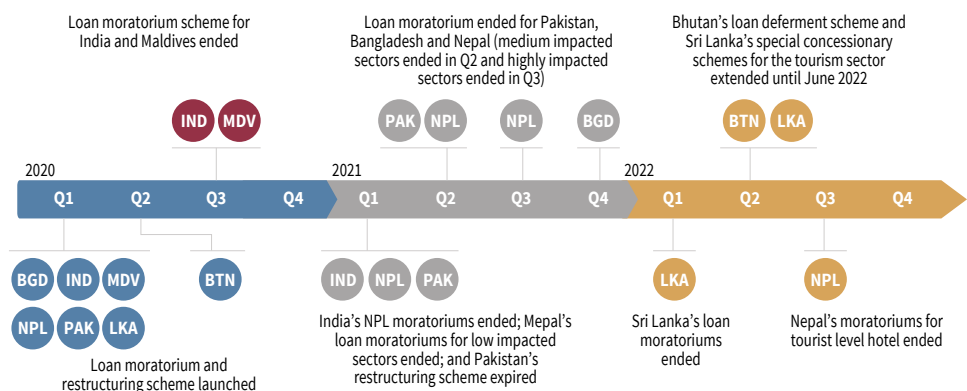 Loan moratorium scheme for
India and Maldives ended
Loan moratorium ended for Pakistan,
Bangladesh and Nepal (medium impacted
sectors ended in Q2 and highly impacted
sectors ended in Q3)
Bhutan's loan deferment scheme and
Sri Lanka's special concessionary
schemes for the tourism sector
extended until June 2022
IND MDV
PAK NPL NPL BGD
BTN LKA
2020 2021 2022
Q1 Q2 Q3 Q4 Q1 Q2 Q3 Q4 Q1 Q2 Q3 Q4
BGD IND MDV
BTN
NPL PAK LKA
Loan moratorium and
restructuring scheme launched
IND NPL PAK
India's NPL moratoriums ended; Mepal's
loan moratoriums for low impacted
sectors ended; and Pakistan's
restructuring scheme expired
LKA
Sri Lanka's loan
moratoriums
ended
NPL
Nepal's moratoriums for
tourist level hotel ended